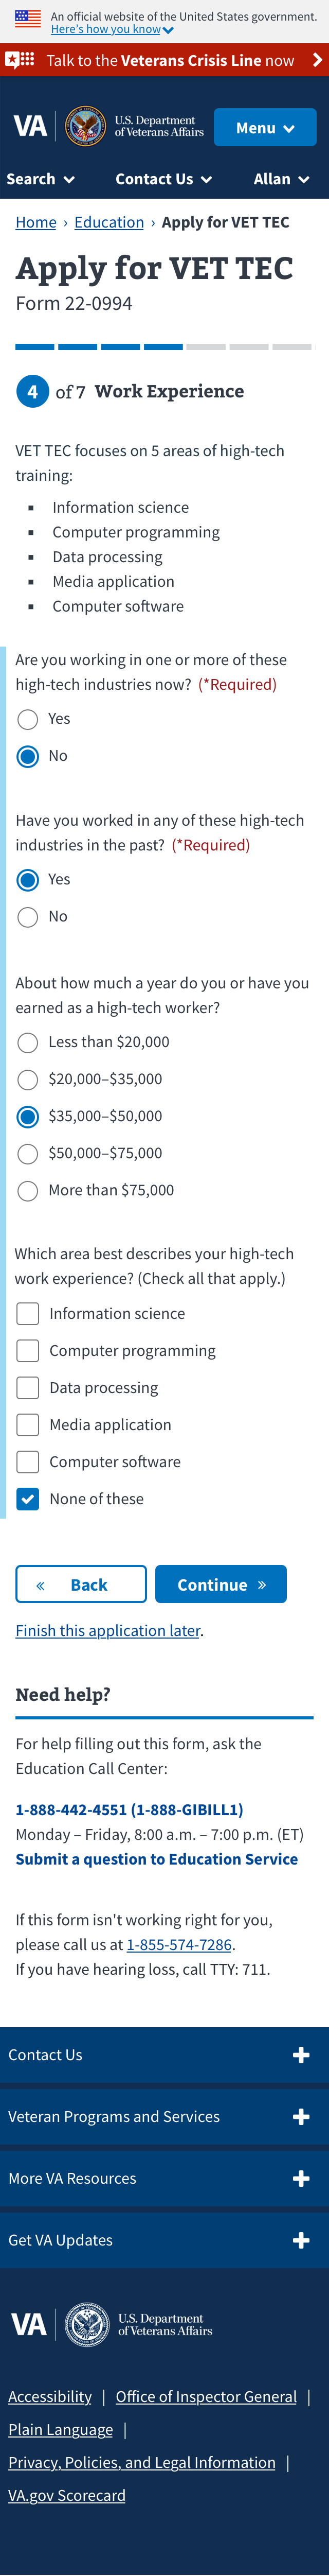 An official website of the United States government.
Here's how you know
Talk to the Veterans Crisis Line now
VA
U.S. Department
of Veterans Affairs
Menu
Search
Contact Us
Allan
Home › Education › Apply for VET TEC
Apply for VET TEC
Form 22-0994
4 of 7 Work Experience
VET TEC focuses on 5 areas of high-tech
training:
Information science
Computer programming
Data processing
Media application
Computer software
Are you working in one or more of these
high-tech industries now? (*Required)
Yes
No
Have you worked in any of these high-tech
industries in the past? (*Required)
Yes
No
About how much a year do you or have you
earned as a high-tech worker?
Less than $20,000
$20,000–$35,000
$35,000–$50,000
$50,000–$75,000
More than $75,000
Which area best describes your high-tech
work experience? (Check all that apply.)
Information science
Computer programming
Data processing
Media application
Computer software
None of these
« Back
Continue »
Finish this application later.
Need help?
For help filling out this form, ask the
Education Call Center:
1-888-442-4551 (1-888-GIBILL1)
Monday – Friday, 8:00 a.m. – 7:00 p.m. (ET)
Submit a question to Education Service
If this form isn't working right for you,
please call us at 1-855-574-7286.
If you have hearing loss, call TTY: 711.
Contact Us
Veteran Programs and Services
More VA Resources
Get VA Updates
VA
U.S. Department
of Veterans Affairs
Accessibility | Office of Inspector General |
Plain Language |
Privacy, Policies, and Legal Information |
VA.gov Scorecard